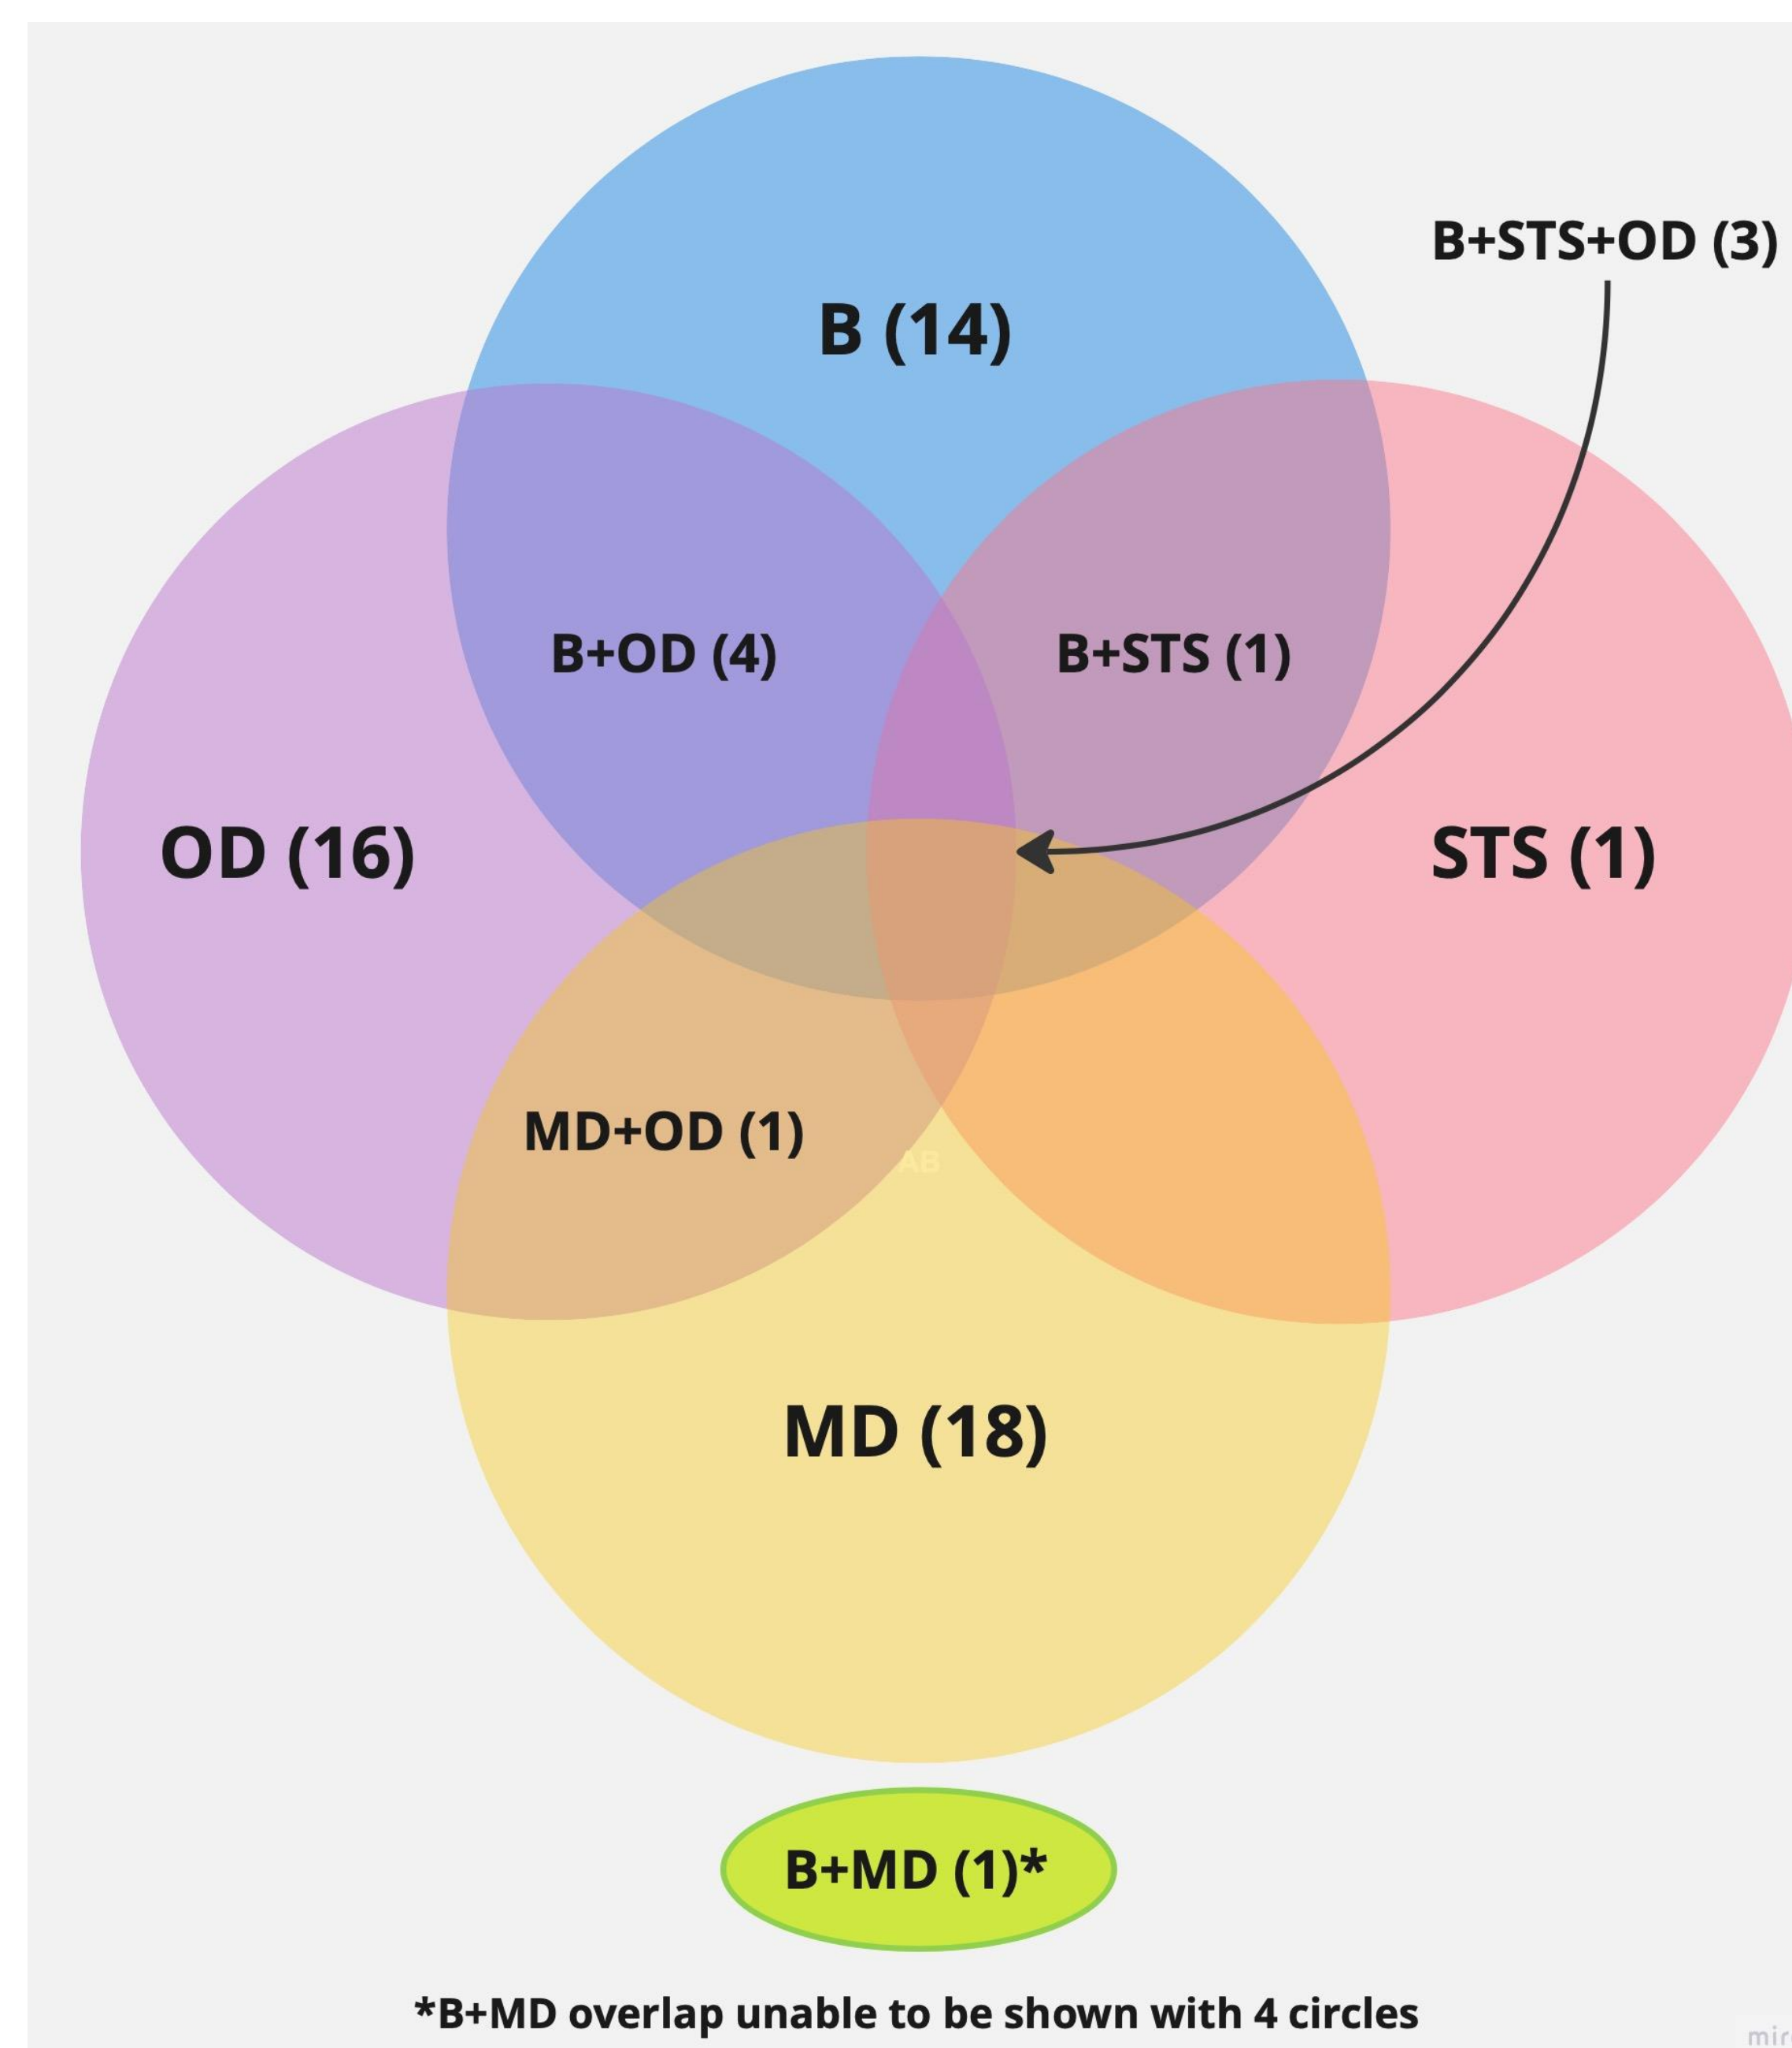 B+STS+OD (3)
B (14)
B+OD (4)
B+STS (1)
OD (16)
STS (1)
MD+OD (1)
AB
MD (18)
B+MD (1)*
*B+MD overlap unable to be shown with 4 circles